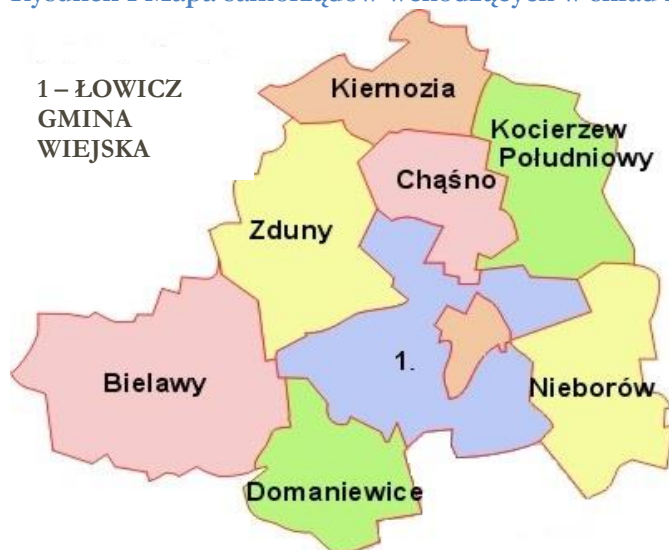 1 – ŁOWICZ
GMINA
WIEJSKA
Kiernozia
Kocierzew
Południowy
Chąśno
Zduny
1.
Bielawy
Nieborów
Domaniewice